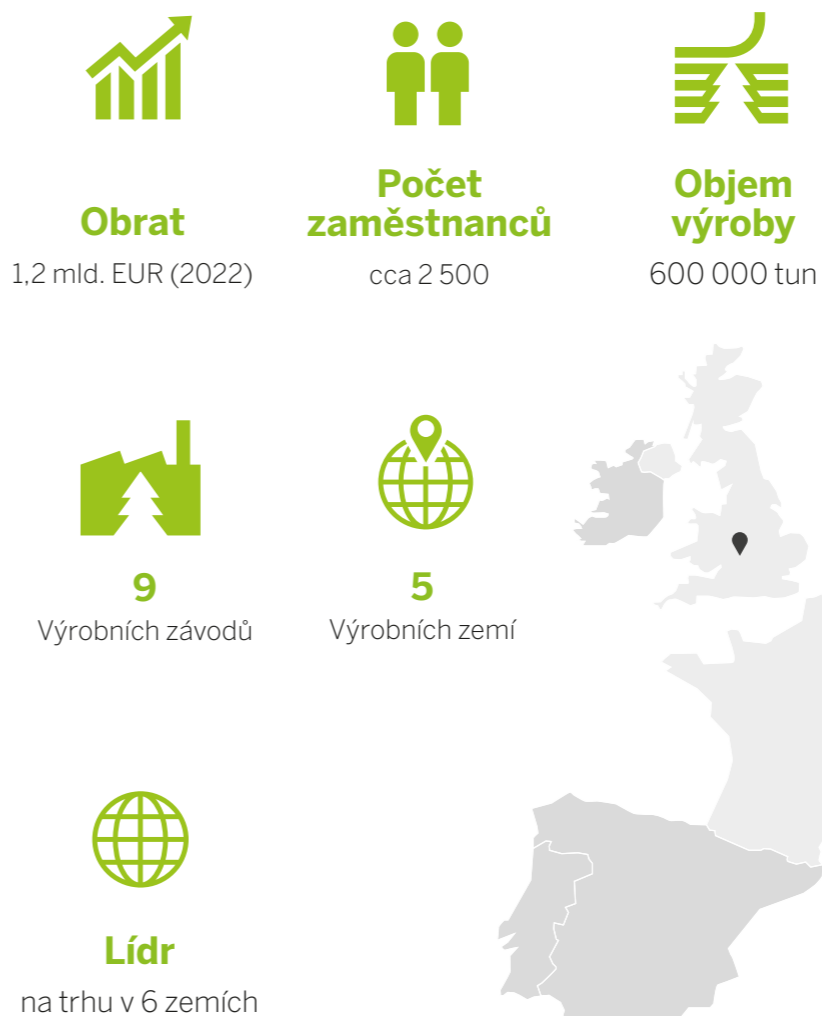 Obrat
1,2 mld. EUR (2022)
Počet
zaměstnanců
cca 2 500
Objem
výroby
600 000 tun
9
Výrobních závodů
5
Výrobních zemí
Lídr
na trhu v 6 zemích